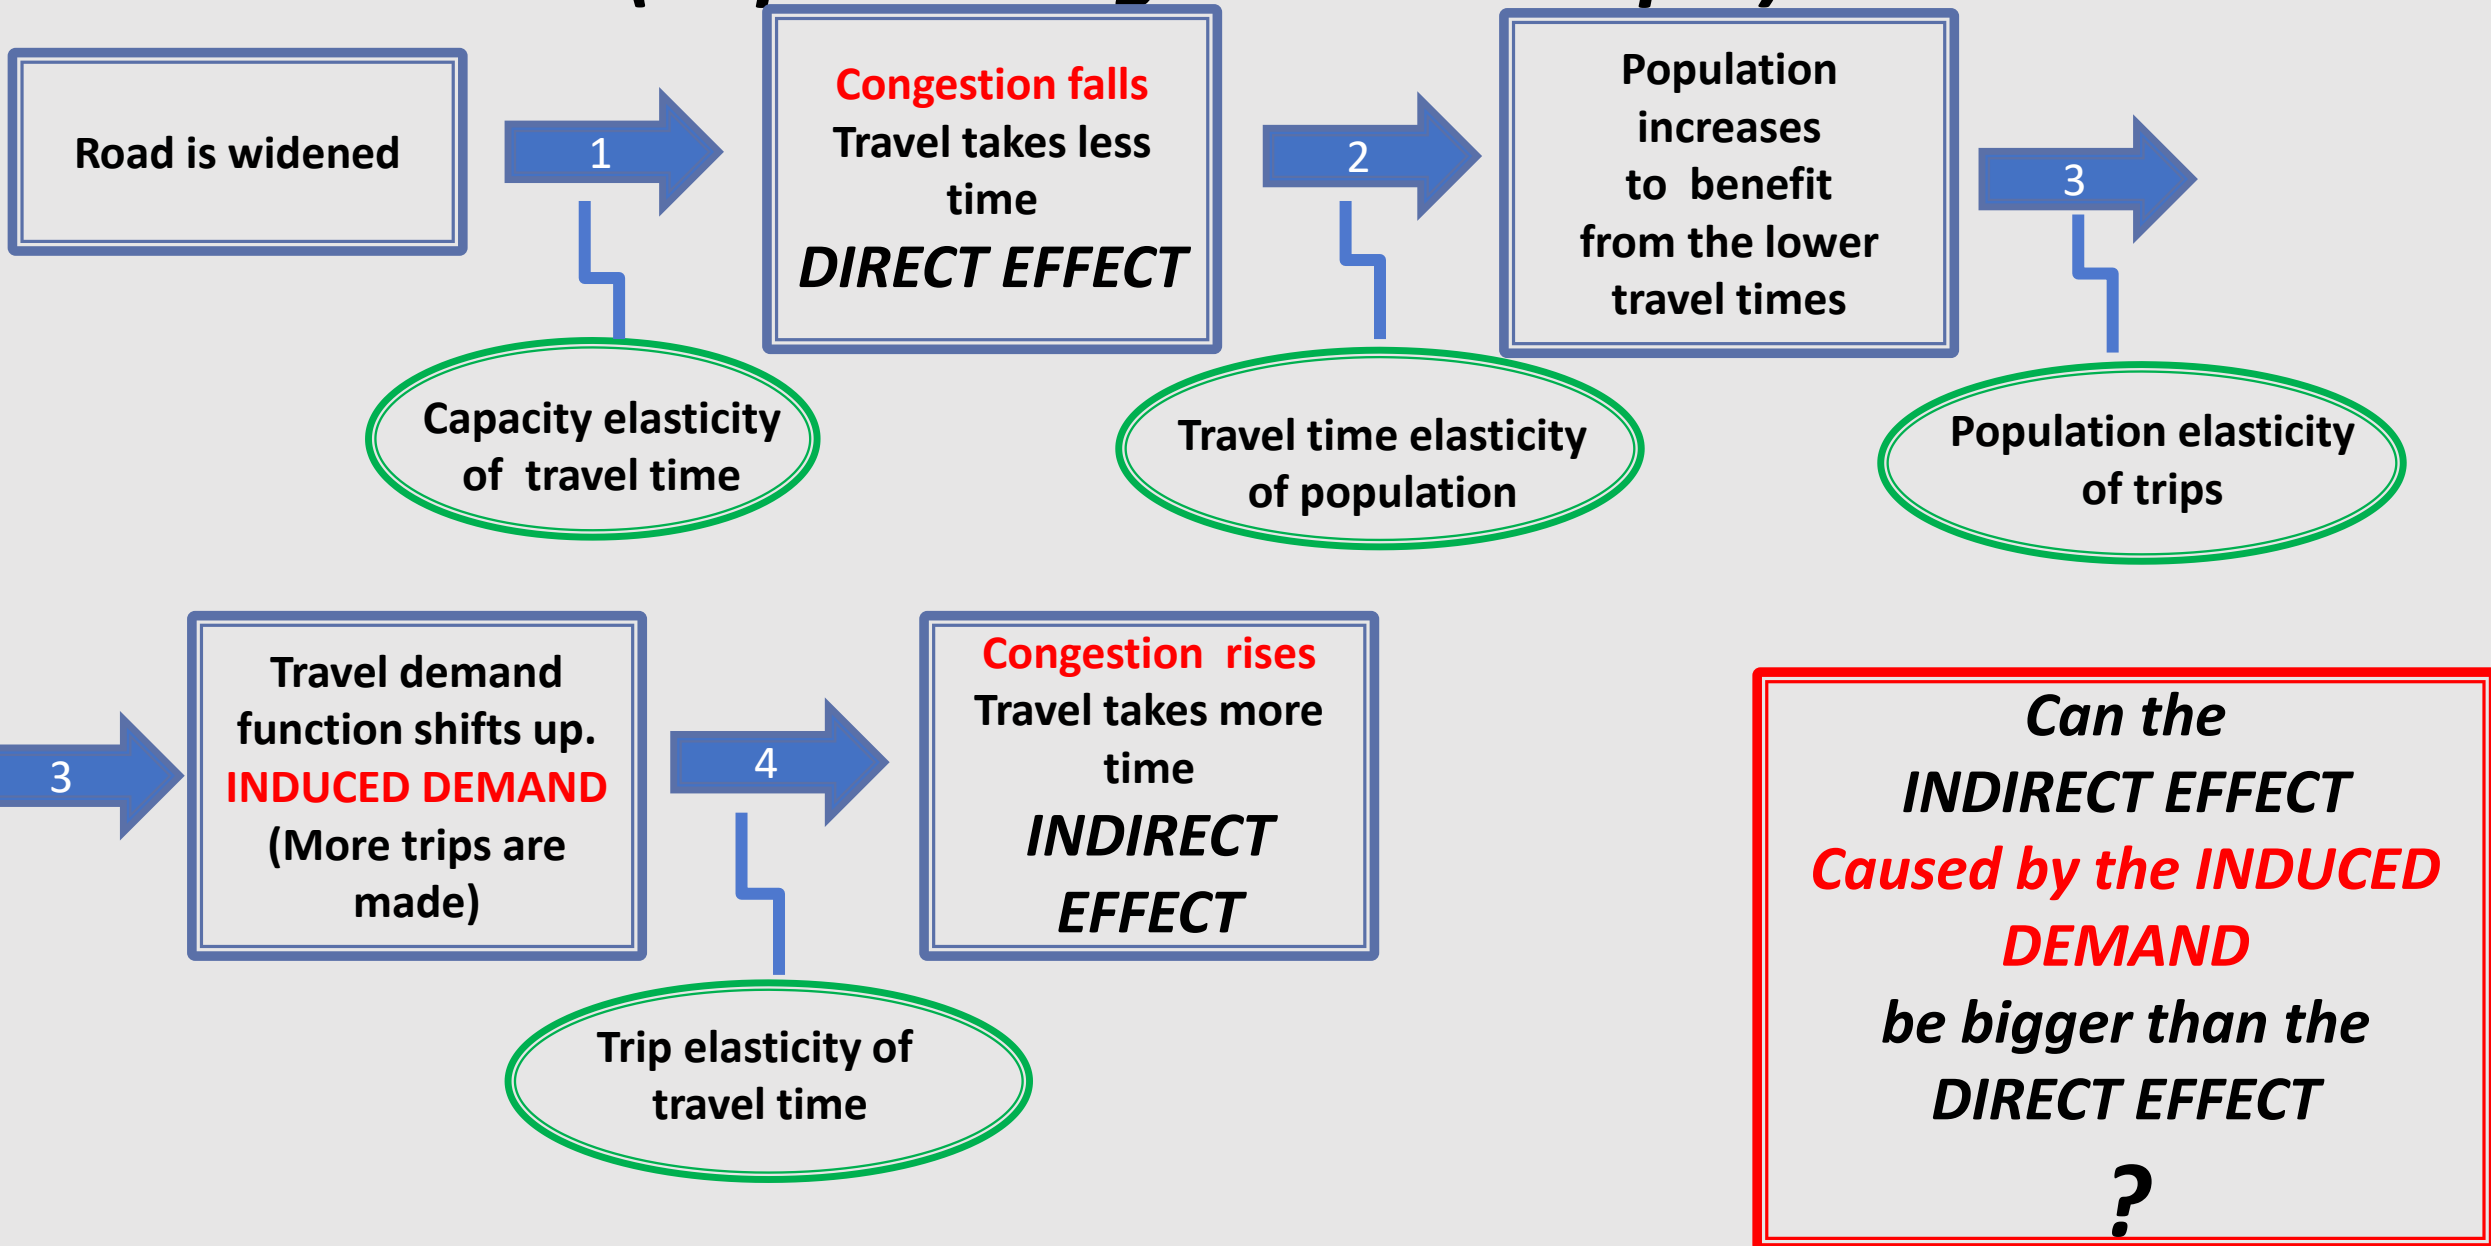 Road is widened
1
Congestion falls
Travel takes less
time
DIRECT EFFECT
2
Population
increases
to benefit
from the lower
travel times
3
Capacity elasticity
of travel time
Travel time elasticity
of population
Population elasticity
of trips
3
Travel demand
function shifts up.
INDUCED DEMAND
(More trips are
made)
4
Congestion rises
Travel takes more
time
INDIRECT
EFFECT
Trip elasticity of
travel time
Can the
INDIRECT EFFECT
Caused by the INDUCED
DEMAND
be bigger than the
DIRECT EFFECT
?